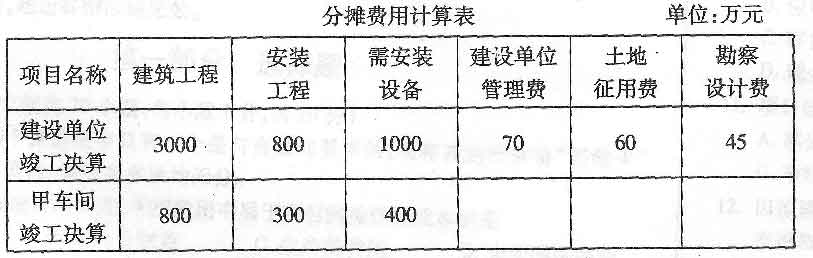 分摊费用计算表 单位:万元
项目名称 建筑工程 安装工程 需安装设备 建设单位管理费 土地征用费 勘察设计费
建设单位竣工决算 3000 800 1000 70 60 45
甲车间竣工决算 800 300 400
12.